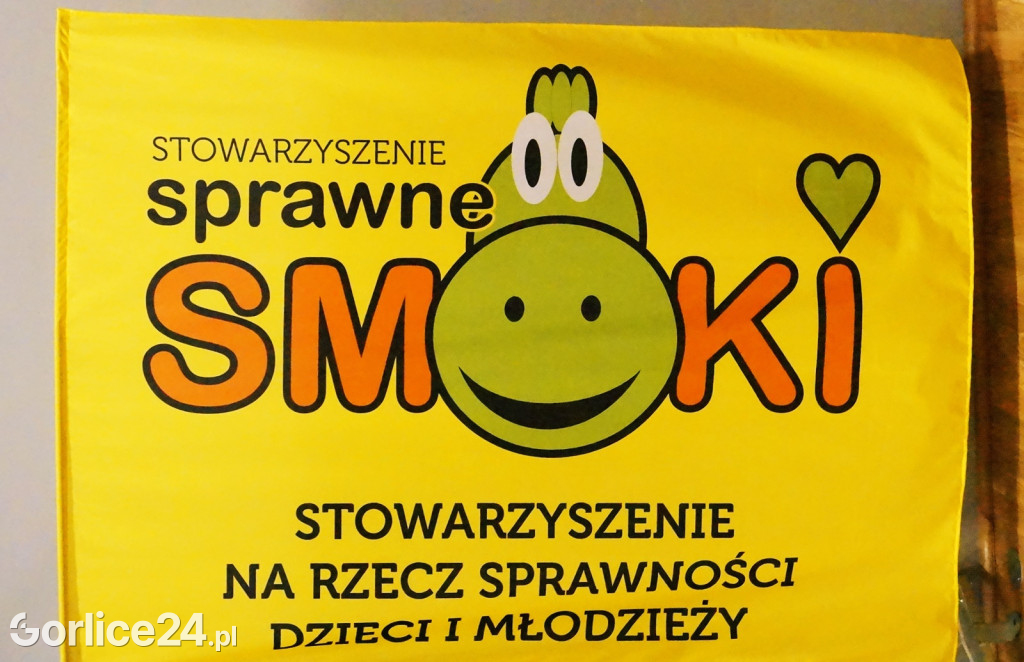 STOWARZYSZENIE
sprawne
SMOKi
STOWARZYSZENIE
NA RZECZ SPRAWNOŚCI
DZIECI I MŁODZIEŻY
Gorlice24.pl